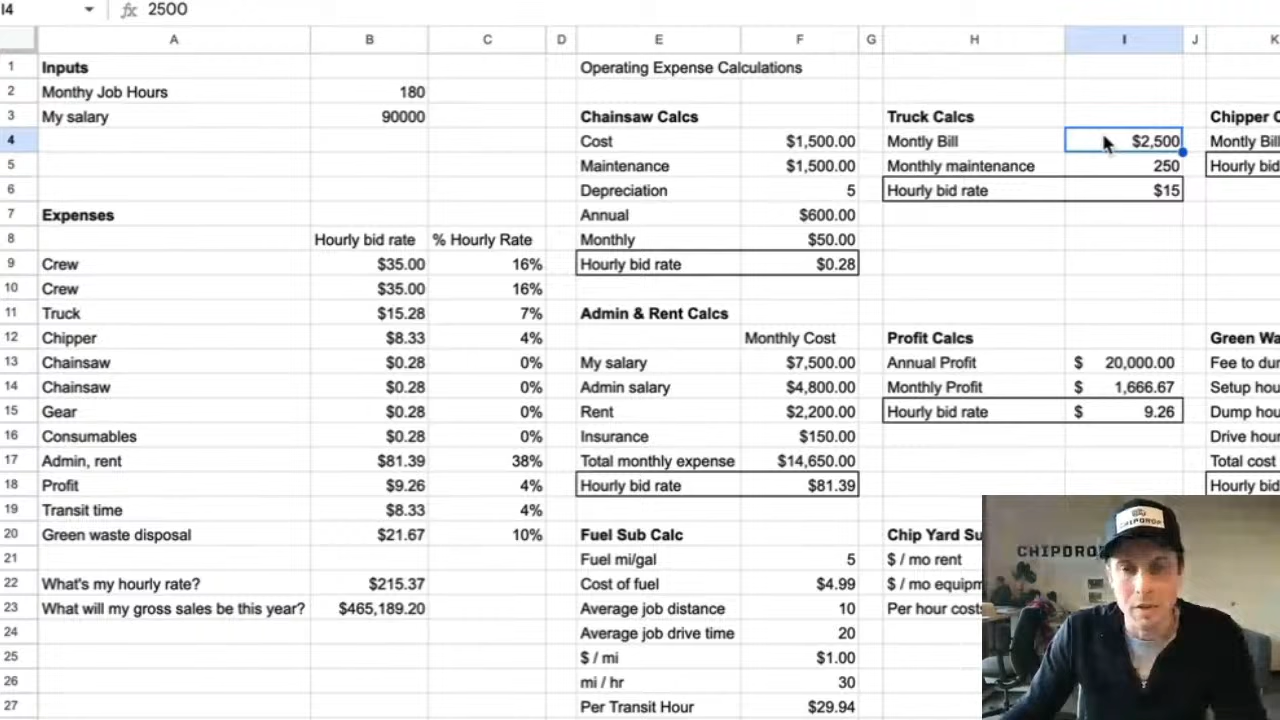 I4 fx 2500
A B C D E F G H I J K
1 Inputs Operating Expense Calculations
2 Monthy Job Hours 180
3 My salary 90000 Chainsaw Calcs Truck Calcs Chipper C
4 Cost $1,500.00 Montly Bill $2,500 Montly Bill
5 Maintenance $1,500.00 Monthly maintenance 250 Hourly bid
6 Depreciation 5 Hourly bid rate $15
7 Expenses Annual $600.00
8 Hourly bid rate % Hourly Rate Monthly $50.00
9 Crew $35.00 16% Hourly bid rate $0.28
10 Crew $35.00 16%
11 Truck $15.28 7% Admin & Rent Calcs
12 Chipper $8.33 4% Monthly Cost Profit Calcs Green Wa
13 Chainsaw $0.28 0% My salary $7,500.00 Annual Profit $ 20,000.00 Fee to dur
14 Chainsaw $0.28 0% Admin salary $4,800.00 Monthly Profit $ 1,666.67 Setup hou
15 Gear $0.28 0% Rent $2,200.00 Hourly bid rate $ 9.26 Dump hou
16 Consumables $0.28 0% Insurance $150.00 Drive hour
17 Admin, rent $81.39 38% Total monthly expense $14,650.00 Total cost
18 Profit $9.26 4% Hourly bid rate $81.39 Hourly bid
19 Transit time $8.33 4%
20 Green waste disposal $21.67 10% Fuel Sub Calc Chip Yard Su
21 Fuel mi/gal 5 $ / mo rent
22 What's my hourly rate? $215.37 Cost of fuel $4.99 $ / mo equipm
23 What will my gross sales be this year? $465,189.20 Average job distance 10 Per hour costs
24 Average job drive time 20
25 $ / mi $1.00
26 mi / hr 30
27 Per Transit Hour $29.94
CHIPDROP
CHIPDROP